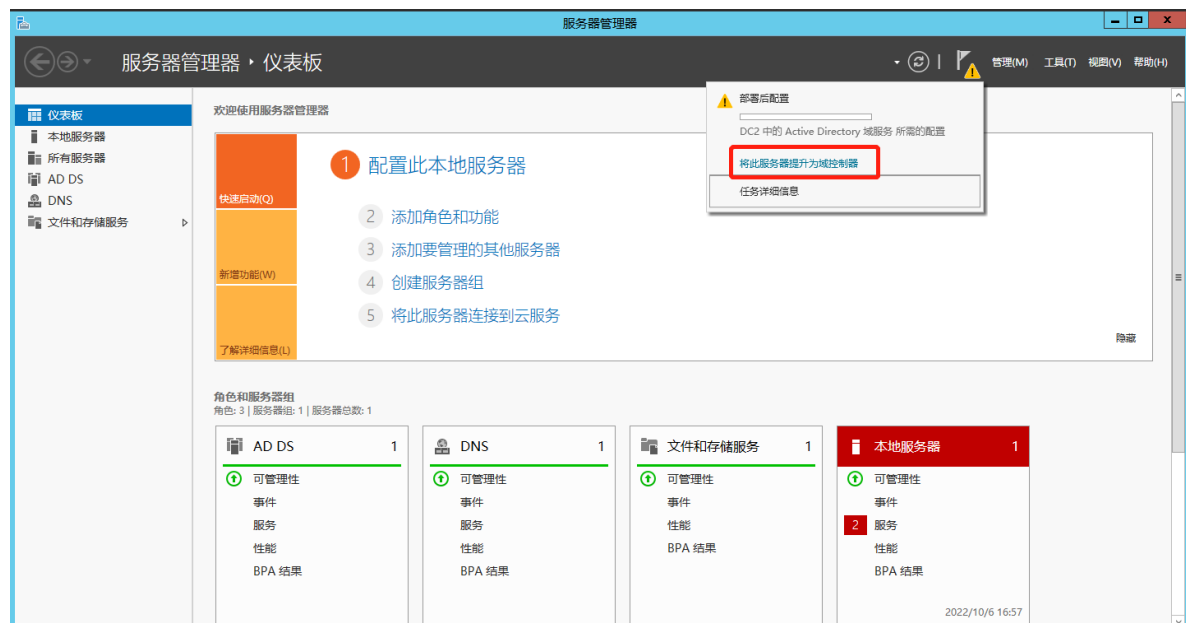 服务器管理器
服务器管理器 · 仪表板
管理(M) 工具(T) 视图(V) 帮助(H)
仪表板
本地服务器
所有服务器
AD DS
DNS
文件和存储服务
欢迎使用服务器管理器
部署后配置
DC2 中的 Active Directory 域服务 所需的配置
将此服务器提升为域控制器
任务详细信息
快速启动(Q)
新增功能(W)
了解详细信息(L)
1 配置此本地服务器
2 添加角色和功能
3 添加要管理的其他服务器
4 创建服务器组
5 将此服务器连接到云服务
隐藏
角色和服务器组
角色: 3 | 服务器组: 1 | 服务器总数: 1
AD DS 1
可管理性
事件
服务
性能
BPA 结果
DNS 1
可管理性
事件
服务
性能
BPA 结果
文件和存储服务 1
可管理性
事件
性能
BPA 结果
本地服务器 1
可管理性
事件
2 服务
性能
BPA 结果
2022/10/6 16:57